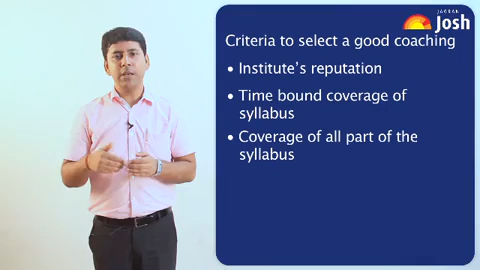 JAGRAN
Josh
Criteria to select a good coaching
• Institute's reputation
• Time bound coverage of
syllabus
• Coverage of all part of the
syllabus